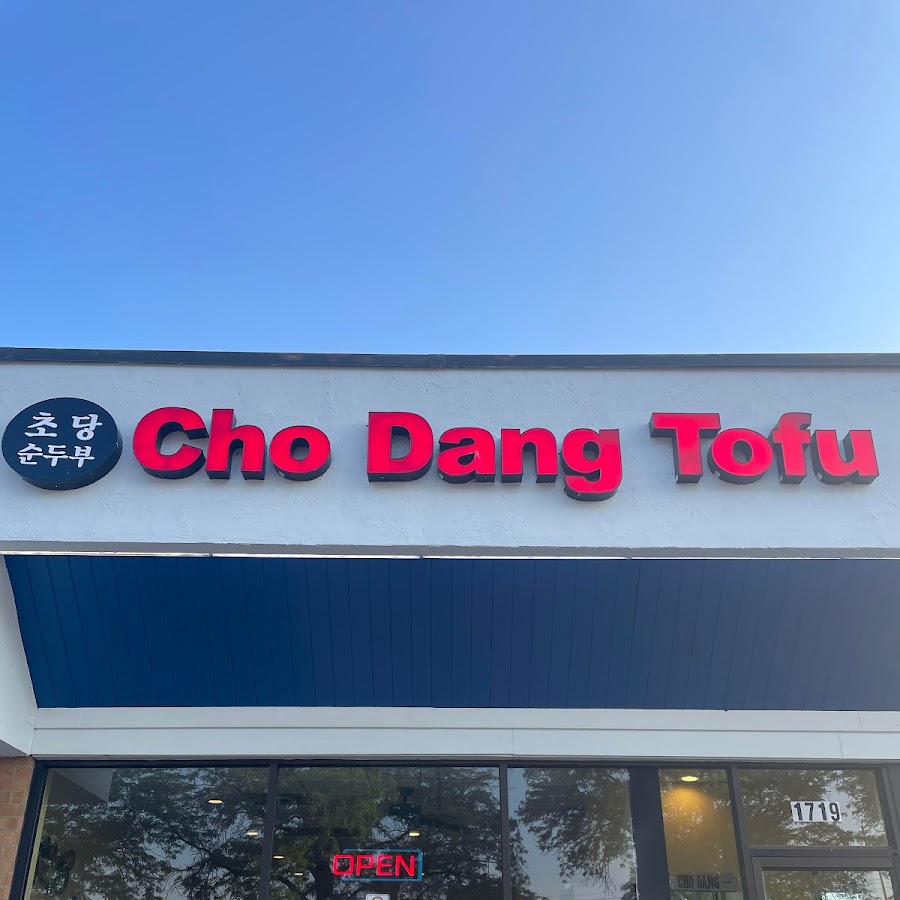 초당
순두부
Cho Dang Tofu
1719
OPEN
CHO DANG